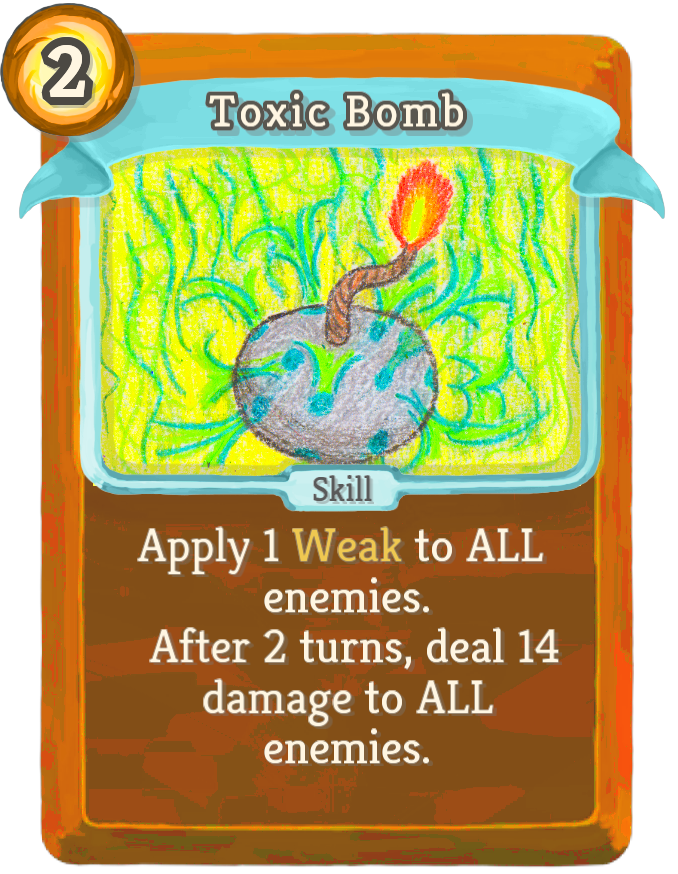 2
Toxic Bomb
Skill
Apply 1 Weak to ALL
enemies.
After 2 turns, deal 14
damage to ALL
enemies.